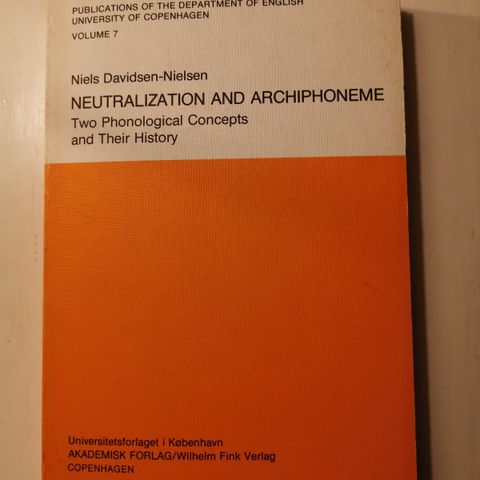 PUBLICATIONS OF THE DEPARTMENT OF ENGLISH
UNIVERSITY OF COPENHAGEN
VOLUME 7
Niels Davidsen-Nielsen
NEUTRALIZATION AND ARCHIPHONEME
Two Phonological Concepts
and Their History
Universitetsforlaget i København
AKADEMISK FORLAG/Wilhelm Fink Verlag
COPENHAGEN